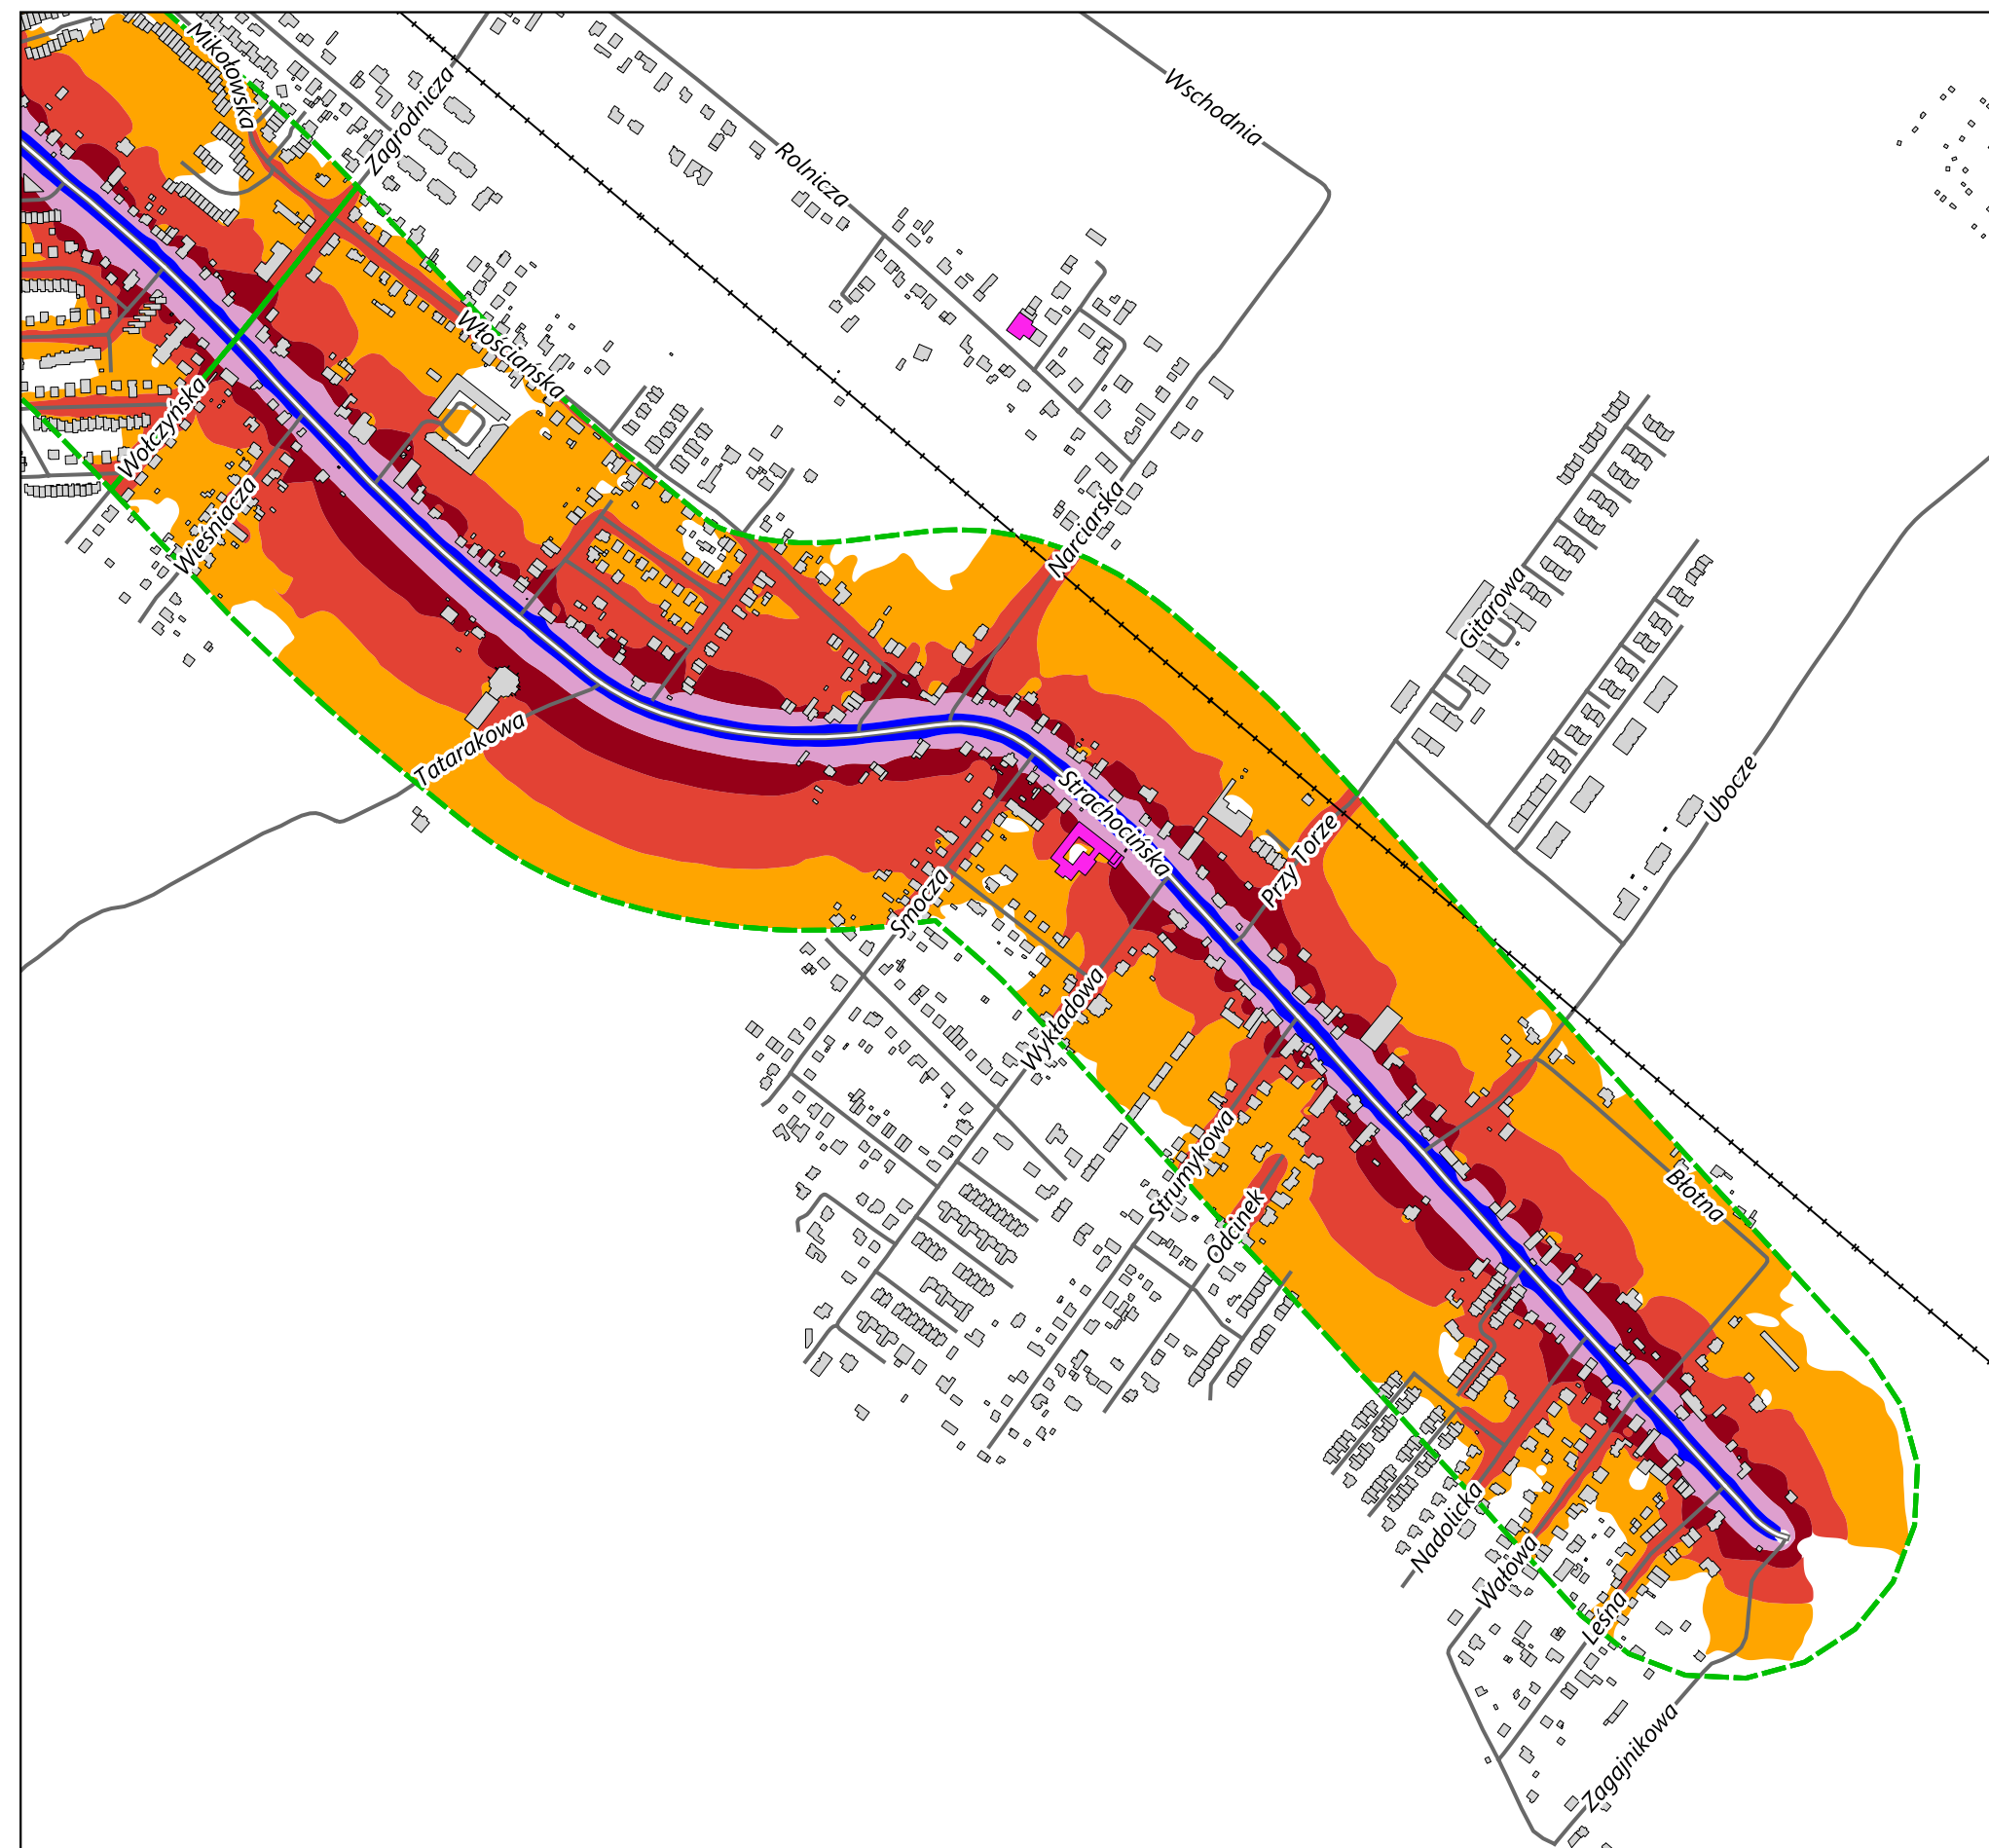 Mikołowska
Zagrodnicza
Wschodnia
Rolnicza
Włościańska
Wołczyńska
Wieśniacza
Narciarska
Gitarowa
Tatarakowa
Strachocińska
Ubocze
Przy Torze
Smocza
Wykładowa
Strumykowa
Odcinek
Błotna
Nadolicka
Wałowa
Leśna
Zagajnikowa